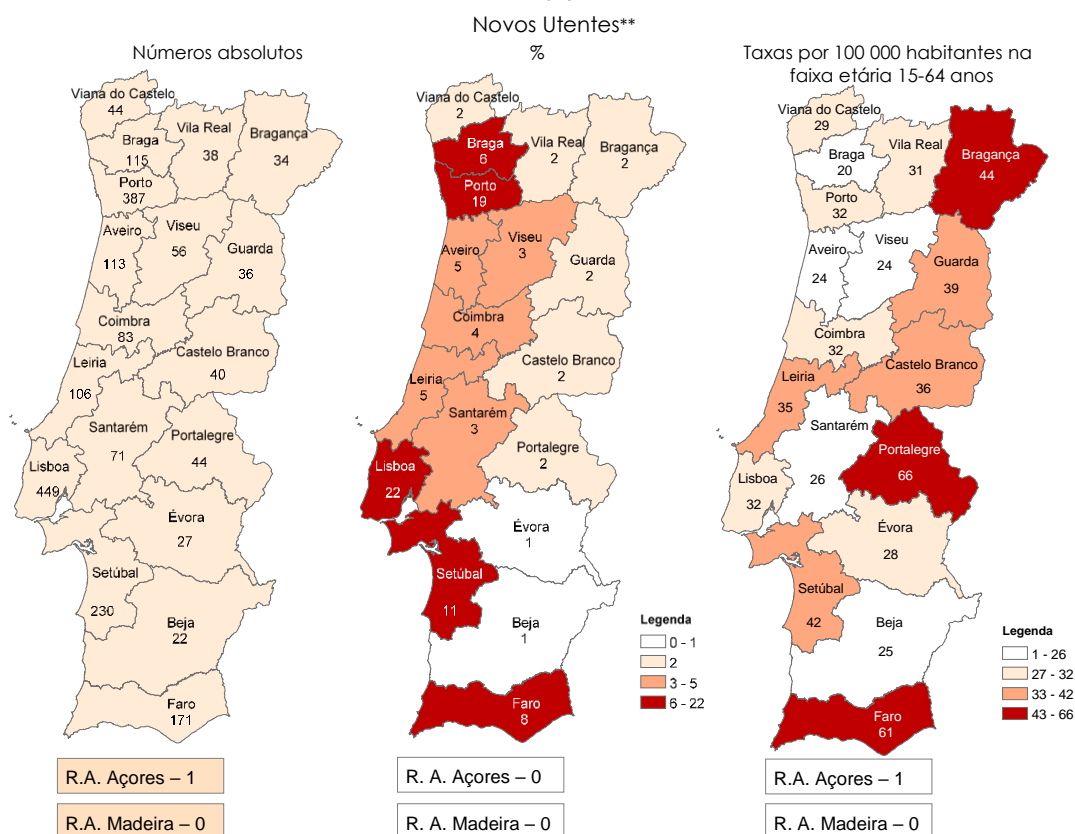 Novos Utentes**
Números absolutos
Viana do Castelo
44
Braga
115
Vila Real
38
Bragança
34
Porto
387
Aveiro
113
Viseu
56
Guarda
36
Coimbra
83
Castelo Branco
40
Leiria
106
Santarém
71
Portalegre
44
Lisboa
449
Évora
27
Setúbal
230
Beja
22
Faro
171
R.A. Açores – 1
R.A. Madeira – 0
%
Viana do Castelo
2
Braga
6
Vila Real
2
Bragança
2
Porto
19
Aveiro
5
Viseu
3
Guarda
2
Coimbra
4
Castelo Branco
2
Leiria
5
Santarém
3
Portalegre
2
Lisboa
22
Évora
1
Setúbal
11
Beja
1
Faro
8
Legenda
0 - 1
2
3 - 5
6 - 22
R. A. Açores – 0
R. A. Madeira – 0
Taxas por 100 000 habitantes na
faixa etária 15-64 anos
Viana do Castelo
29
Braga
20
Vila Real
31
Bragança
44
Porto
32
Aveiro
24
Viseu
24
Guarda
39
Coimbra
32
Castelo Branco
36
Leiria
35
Santarém
26
Portalegre
66
Lisboa
32
Évora
28
Setúbal
42
Beja
25
Faro
61
Legenda
1 - 26
27 - 32
33 - 42
43 - 66
R.A. Açores – 1
R. A. Madeira – 0